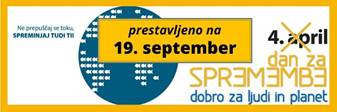 Ne prepuščaj se toku,
SPREMINJAJ TUDI TI!
prestavljeno na
19. september
4. april
dan za
SPREMEMBE
dobro za ljudi in planet